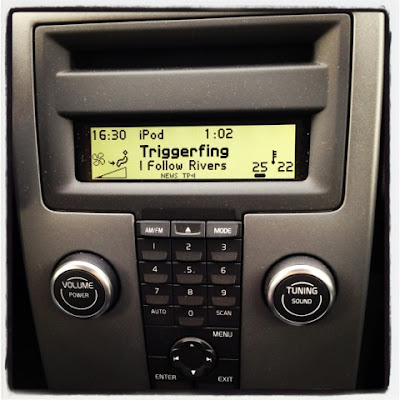 16:30 iPod 1:02
Triggerfing
I Follow Rivers
25 22
NEWS TP4
AM/FM MODE
1 2 3
4 .5. 6
7 8 9
AUTO 0 SCAN
MENU
ENTER EXIT
VOLUME
POWER
TUNING
SOUND